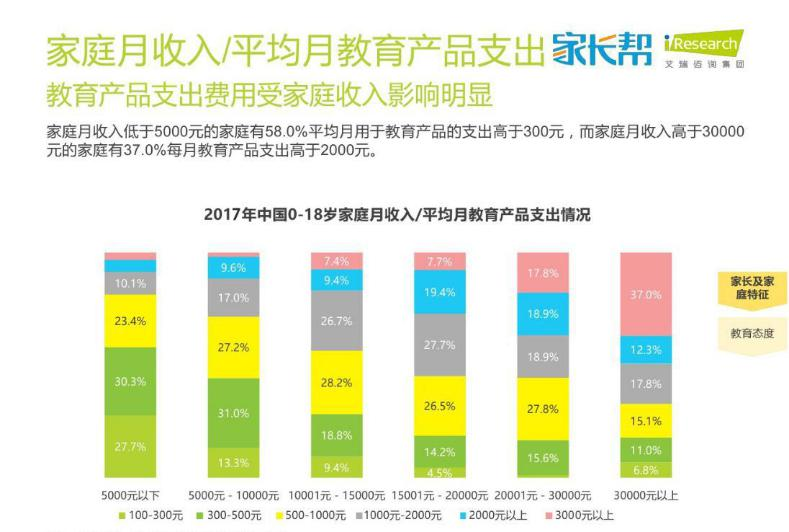 家庭月收入/平均月教育产品支出
家长帮
iResearch
艾瑞咨询集团
教育产品支出费用受家庭收入影响明显
家庭月收入低于5000元的家庭有58.0%平均月用于教育产品的支出高于300元，而家庭月收入高于30000
元的家庭有37.0%每月教育产品支出高于2000元。
2017年中国0-18岁家庭月收入/平均月教育产品支出情况
7.4% 7.7%
9.6% 9.4% 17.8%
10.1% 17.0% 19.4% 37.0%
23.4% 27.2% 26.7% 27.7% 18.9% 12.3%
30.3% 31.0% 28.2% 26.5% 18.9% 17.8%
27.7% 13.3% 18.8% 14.2% 27.8% 15.1%
9.4% 4.5% 15.6% 11.0%
6.8%
家长及家
庭特征
教育态度
5000元以下 5000元 - 10000元 10001元 - 15000元 15001元 - 20000元 20001元 - 30000元 30000元以上
100-300元 300-500元 500-1000元 1000元-2000元 2000元以上 3000元以上